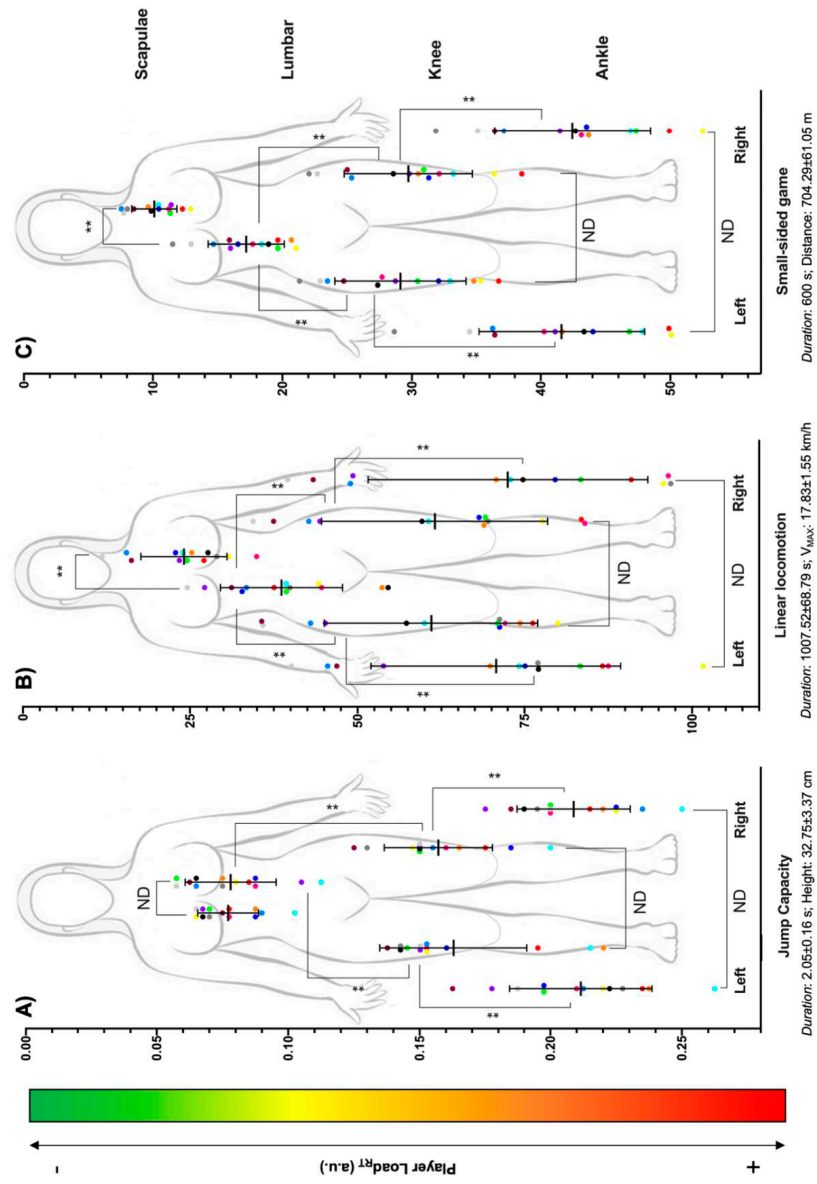 -
Player Load_RT (a.u.)
+
A)
0.00
0.05
0.10
0.15
0.20
0.25
ND
**
**
**
**
ND
Left
ND
Right
Jump Capacity
Duration: 2.05±0.16 s; Height: 32.75±3.37 cm
B)
0
25
50
75
100
**
**
**
**
**
ND
Left
ND
Right
Linear locomotion
Duration: 1007.52±68.79 s; V_MAX: 17.83±1.55 km/h
C)
0
10
20
30
40
50
**
**
**
**
**
ND
Left
ND
Right
Small-sided game
Duration: 600 s; Distance: 704.29±61.05 m
Scapulae
Lumbar
Knee
Ankle